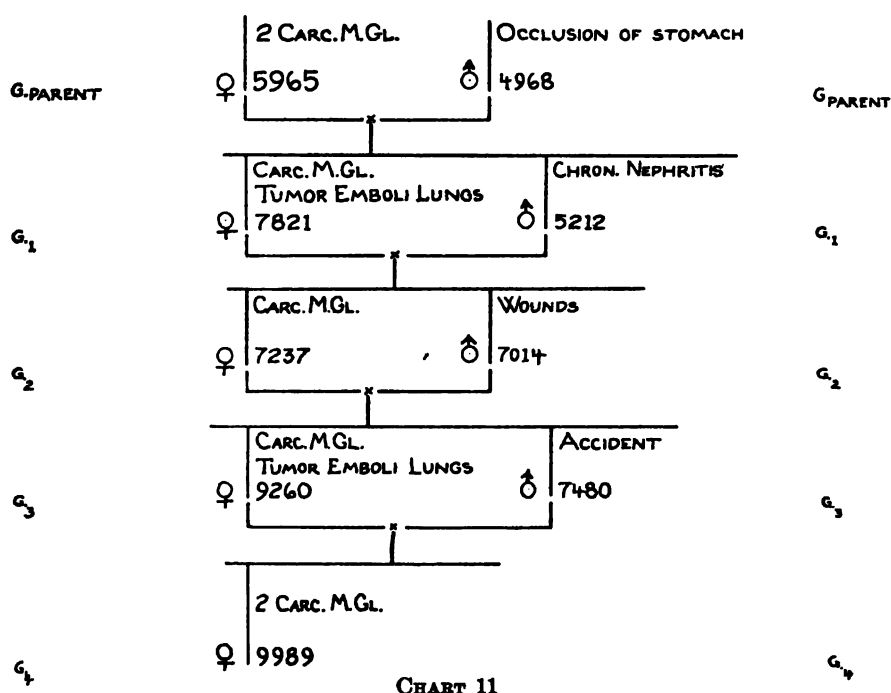 2 CARC. M. GL. OCCLUSION OF STOMACH
G. PARENT ♀ 5965 ♂ 4968 G PARENT
x
CARC. M. GL. CHRON. NEPHRITIS
TUMOR EMBOLI LUNGS
G.1 ♀ 7821 ♂ 5212 G.1
x
CARC. M. GL. WOUNDS
G.2 ♀ 7237 ♂ 7014 G.2
x
CARC. M. GL. ACCIDENT
TUMOR EMBOLI LUNGS
G.3 ♀ 9260 ♂ 7480 G.3
x
2 CARC. M. GL.
G.4 ♀ 9989 G.4
CHART 11